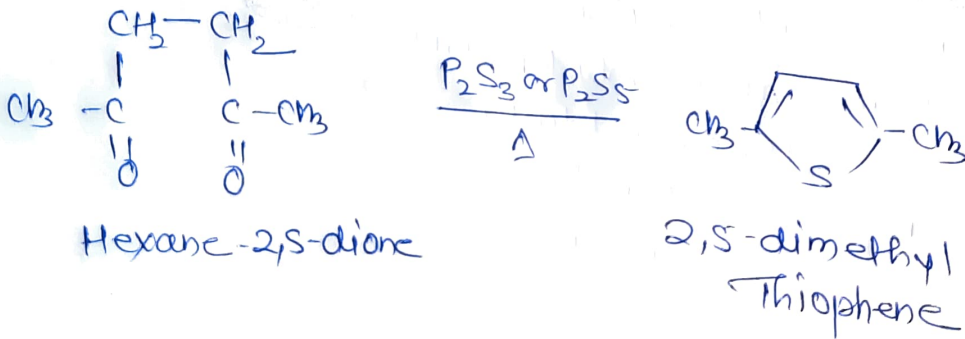 CH₂ — CH₂
CH₃ - C C - CH₃
O O
P₂S₃ or P₂S₅
Δ
CH₃ - - CH₃
S
Hexane-2,5-dione
2,5-dimethyl
Thiophene